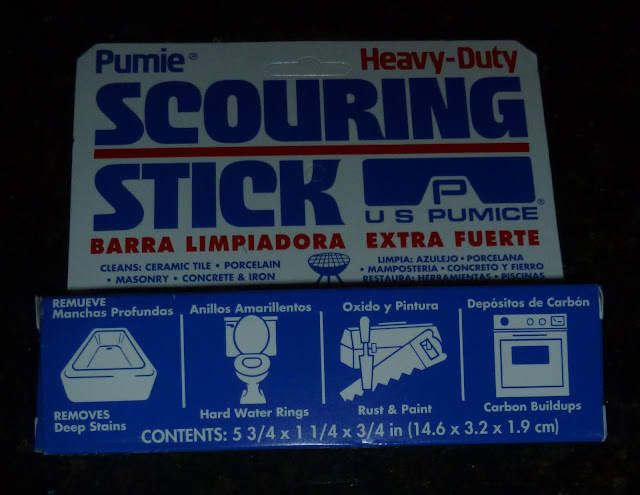 Pumie® Heavy-Duty
SCOURING
STICK
P
U S PUMICE®
BARRA LIMPIADORA EXTRA FUERTE
CLEANS: CERAMIC TILE • PORCELAIN
• MASONRY • CONCRETE & IRON
LIMPIA: AZULEJO • PORCELANA
• MAMPOSTERIA • CONCRETO Y FIERRO
RESTAURA: HERRAMIENTAS • PISCINAS
REMUEVE
Manchas Profundas
REMOVES
Deep Stains
Anillos Amarillentos
Hard Water Rings
Oxido y Pintura
Rust & Paint
Depósitos de Carbón
Carbon Buildups
CONTENTS: 5 3/4 x 1 1/4 x 3/4 in (14.6 x 3.2 x 1.9 cm)